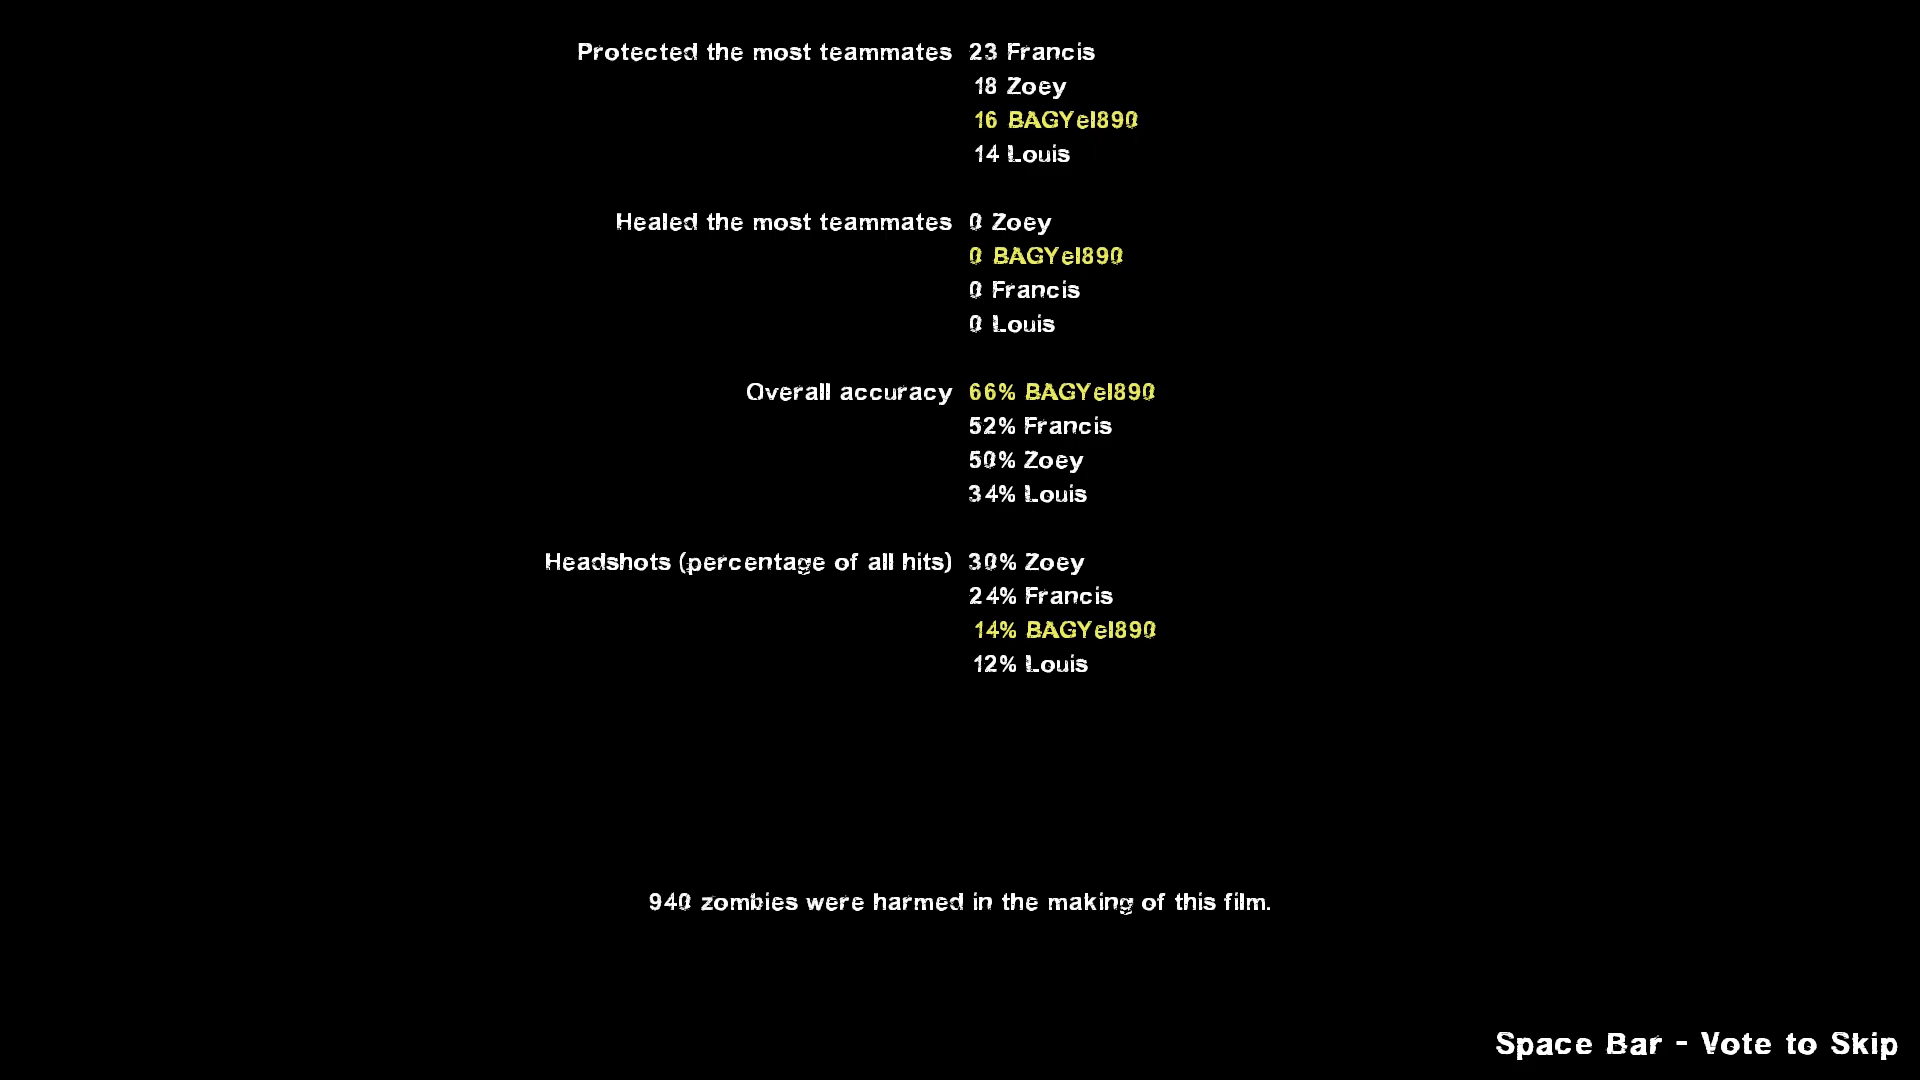 Protected the most teammates 23 Francis
18 Zoey
16 BAGYel890
14 Louis
Healed the most teammates 0 Zoey
0 BAGYel890
0 Francis
0 Louis
Overall accuracy 66% BAGYel890
52% Francis
50% Zoey
34% Louis
Headshots (percentage of all hits) 30% Zoey
24% Francis
14% BAGYel890
12% Louis
940 zombies were harmed in the making of this film.
Space Bar - Vote to Skip